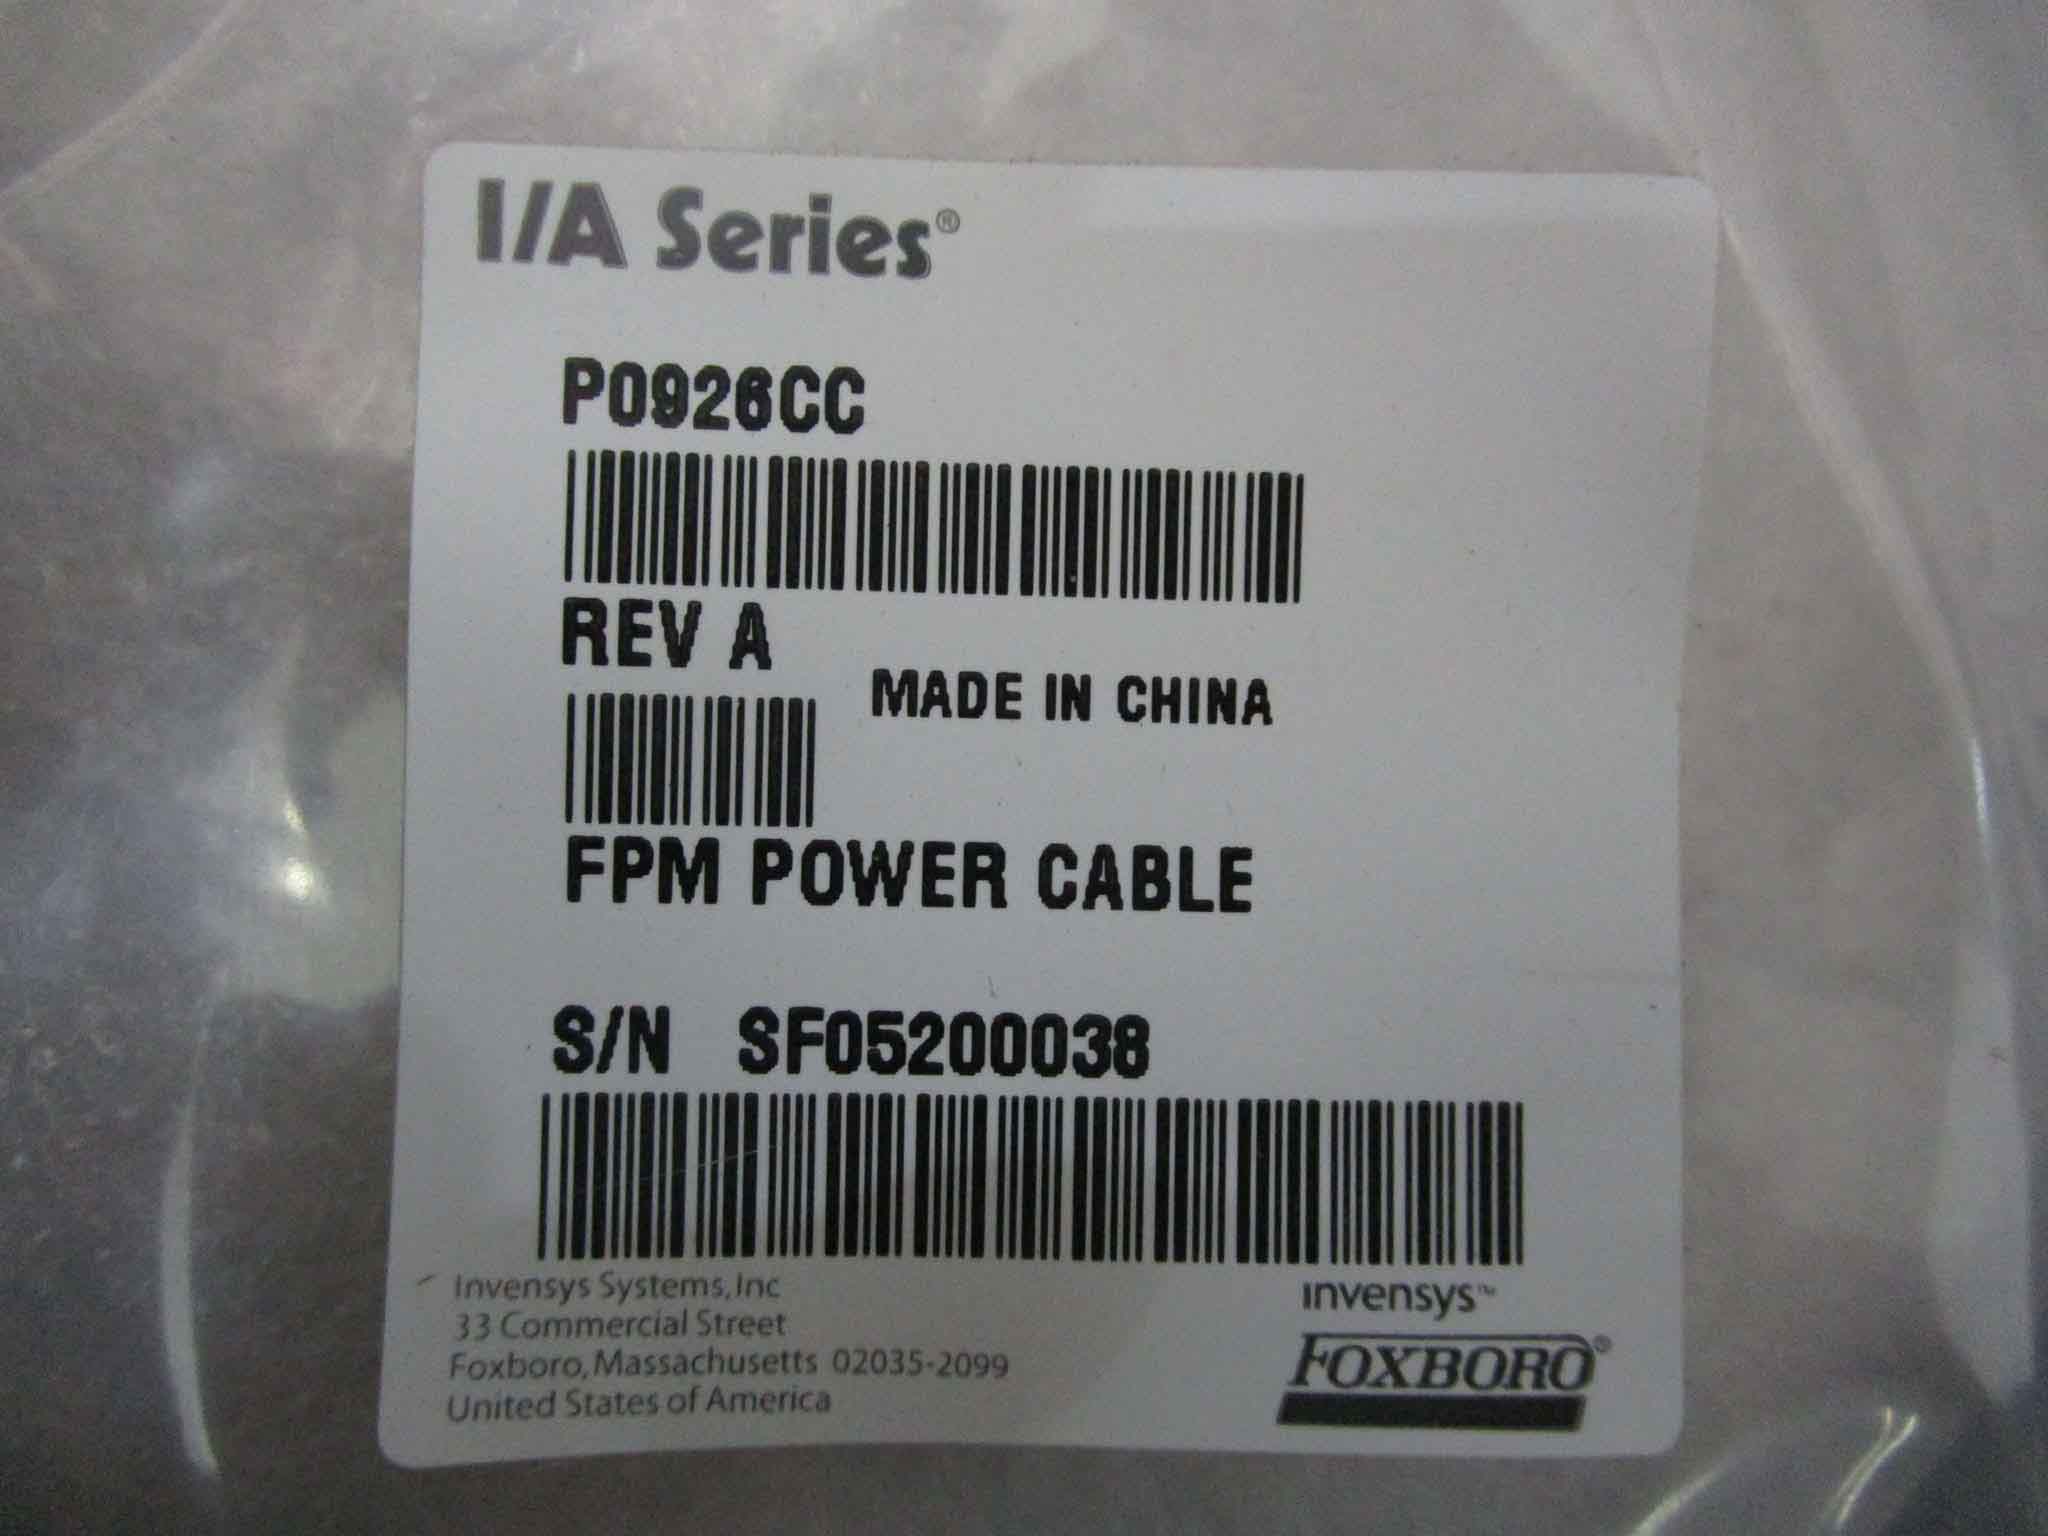 I/A Series®
P0926CC
REV A
MADE IN CHINA
FPM POWER CABLE
S/N SF05200038
Invensys Systems, Inc
33 Commercial Street
Foxboro, Massachusetts 02035-2099
United States of America
invensys™
FOXBORO®